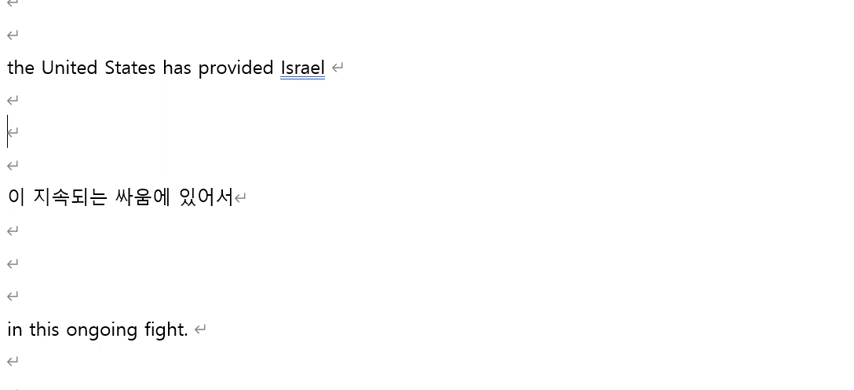 the United States has provided Israel
이 지속되는 싸움에 있어서
in this ongoing fight.